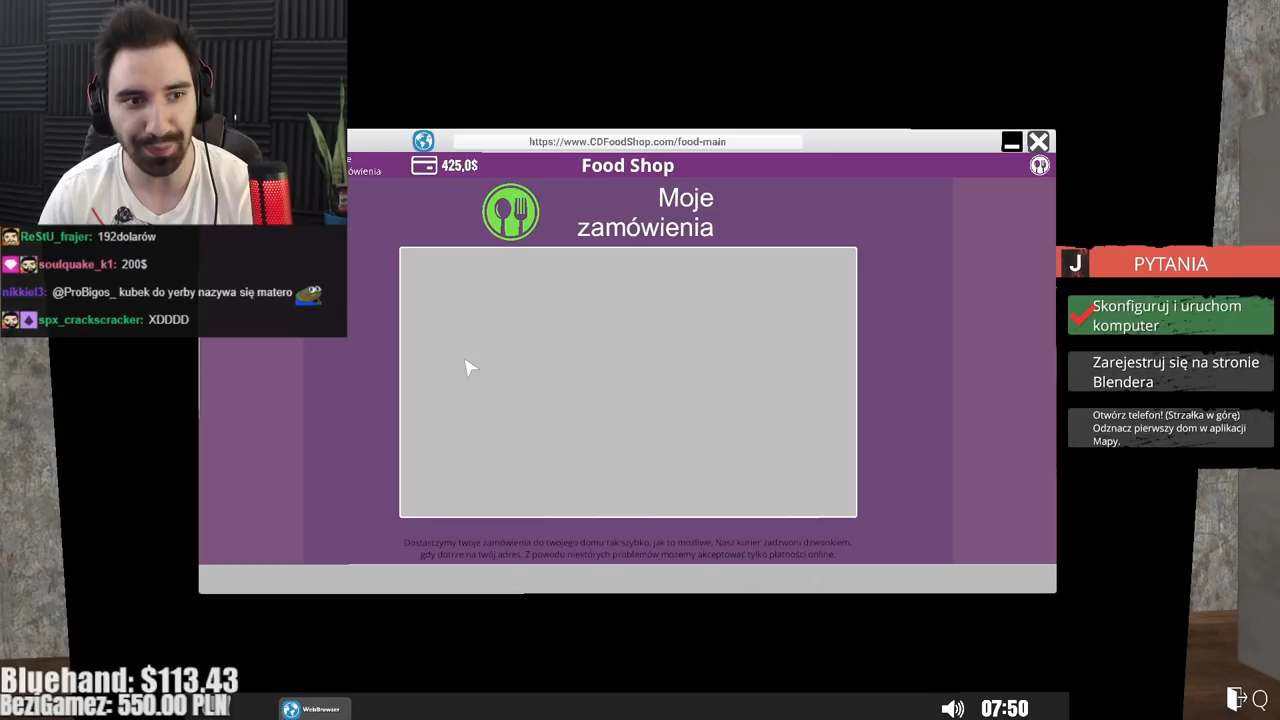 https://www.CDFoodShop.com/food-main
425,0$
Food Shop
ówienia
Moje
zamówienia
ReStU_frajer: 192dolarów
soulquake_k1: 200$
nikkiel3: @ProBigos_ kubek do yerby nazywa się matero
spx_crackscracker: XDDDD
J PYTANIA
Skonfiguruj i uruchom
komputer
Zarejestruj się na stronie
Blendera
Otwórz telefon! (Strzałka w górę)
Odznacz pierwszy dom w aplikacji
Mapy.
Dostarczymy twoje zamówienia do twojego domu tak szybko, jak to możliwe. Nasz kurier zadzwoni dzwonkiem,
gdy dotrze na twój adres. Z powodu niektórych problemów możemy akceptować tylko płatności online.
Bluehand: $113.43
BeziGamez: 550.00 PLN
WebBrowser
07:50
Q